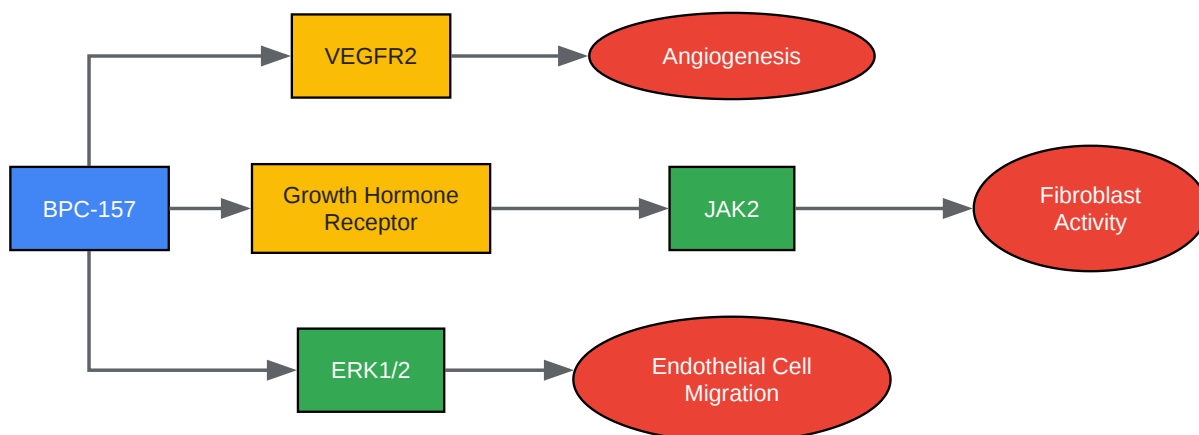 VEGFR2
Angiogenesis
BPC-157
Growth Hormone
Receptor
JAK2
Fibroblast
Activity
ERK1/2
Endothelial Cell
Migration